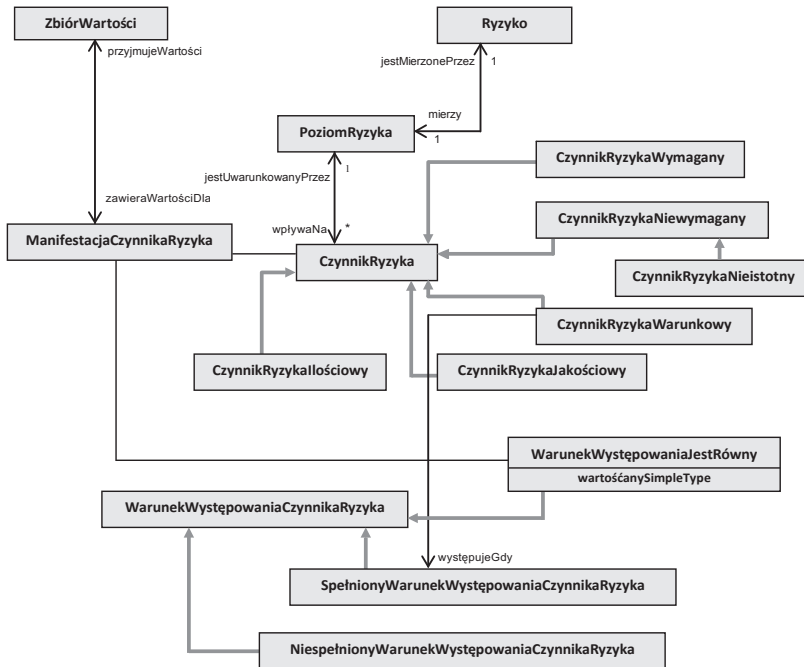 ZbiórWartości
Ryzyko
przyjmujeWartości
jestMierzonePrzez
1
mierzy
PoziomRyzyka
1
CzynnikRyzykaWymagany
jestUwarunkowanyPrzez
1
zawieraWartościDla
CzynnikRyzykaNiewymagany
wpływaNa
*
ManifestacjaCzynnikaRyzyka
CzynnikRyzyka
CzynnikRyzykaNieistotny
CzynnikRyzykaWarunkowy
CzynnikRyzykaIlościowy
CzynnikRyzykaJakościowy
WarunekWystępowaniaJestRówny
wartośćanySimpleType
WarunekWystępowaniaCzynnikaRyzyka
występujeGdy
SpełnionyWarunekWystępowaniaCzynnikaRyzyka
NiespełnionyWarunekWystępowaniaCzynnikaRyzyka